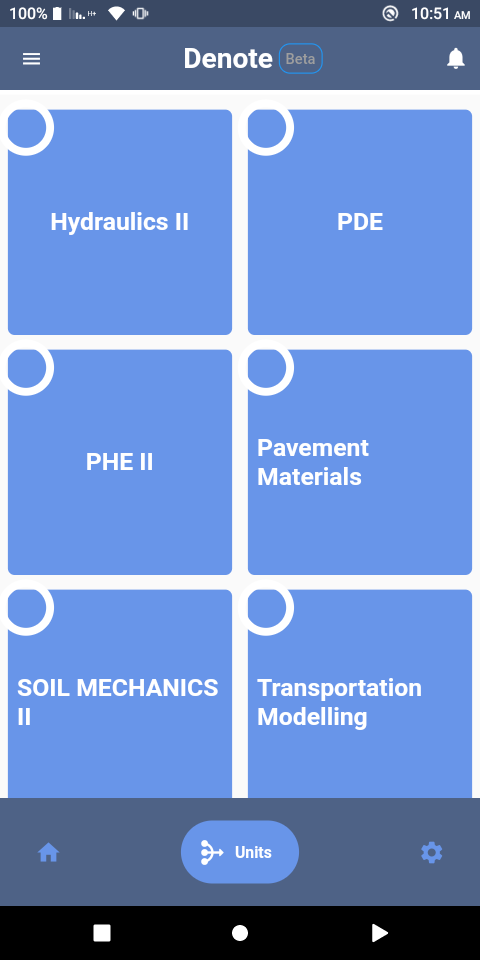 100% H+ 10:51 AM
Denote Beta
Hydraulics II
PDE
PHE II
Pavement
Materials
SOIL MECHANICS
II
Transportation
Modelling
Units